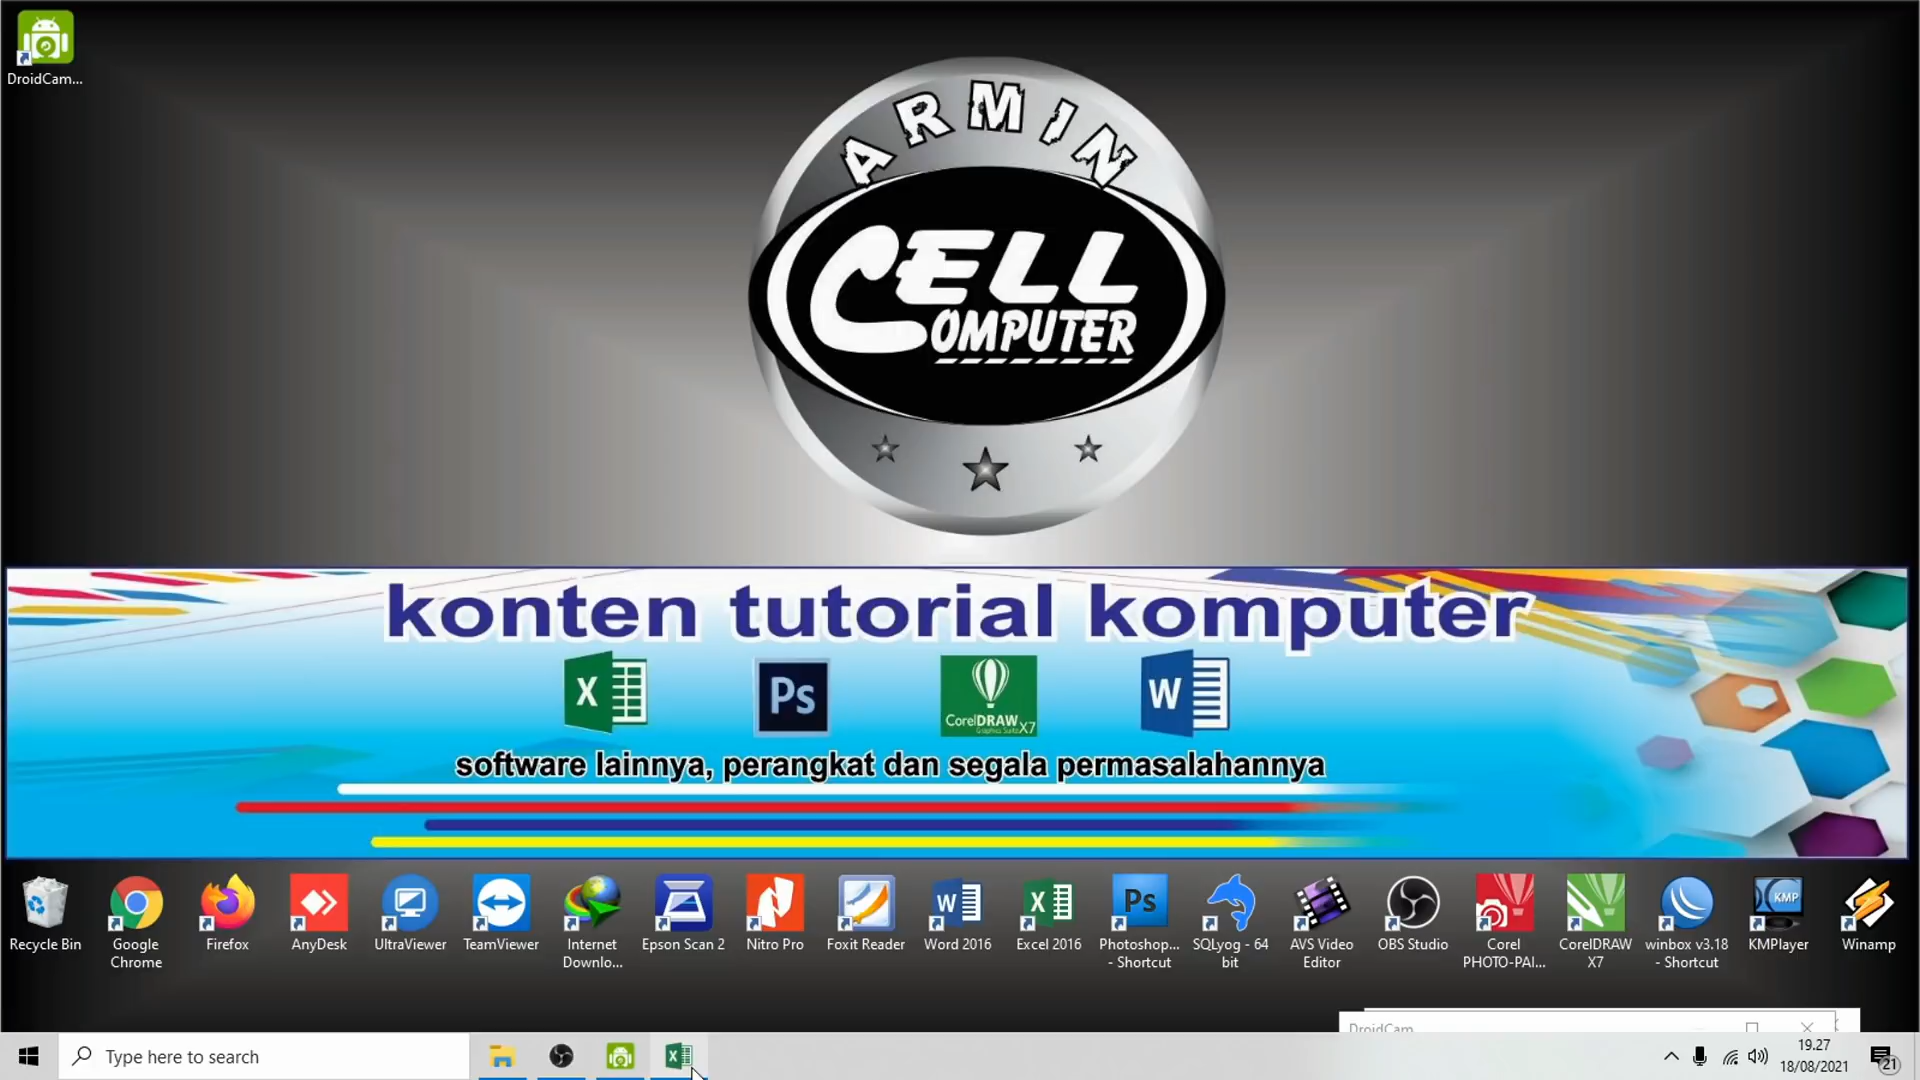 DroidCam...
ARMIN
CELL
COMPUTER
konten tutorial komputer
X
Ps
CorelDRAW X7
Graphics Suite
W
software lainnya, perangkat dan segala permasalahannya
Recycle Bin
Google Chrome
Firefox
AnyDesk
UltraViewer
TeamViewer
Internet Downlo...
Epson Scan 2
Nitro Pro
Foxit Reader
Word 2016
Excel 2016
Photoshop... - Shortcut
SQLyog - 64 bit
AVS Video Editor
OBS Studio
Corel PHOTO-PAI...
CorelDRAW X7
winbox v3.18 - Shortcut
KMPlayer
Winamp
DroidCam
Type here to search
19.27
18/08/2021
21